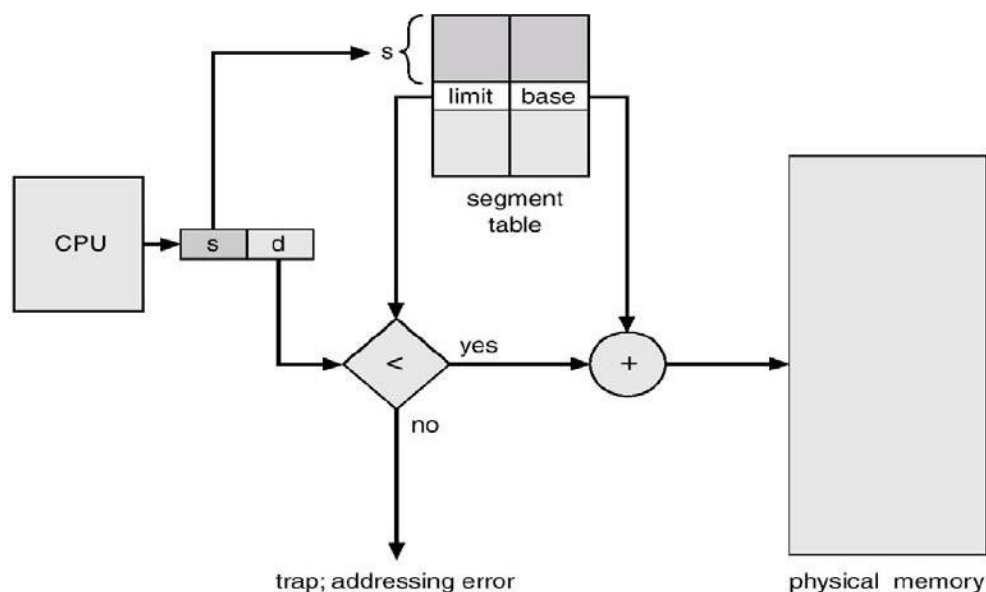 s
limit base
segment
table
CPU
s d
<
yes
+
no
trap; addressing error
physical memory